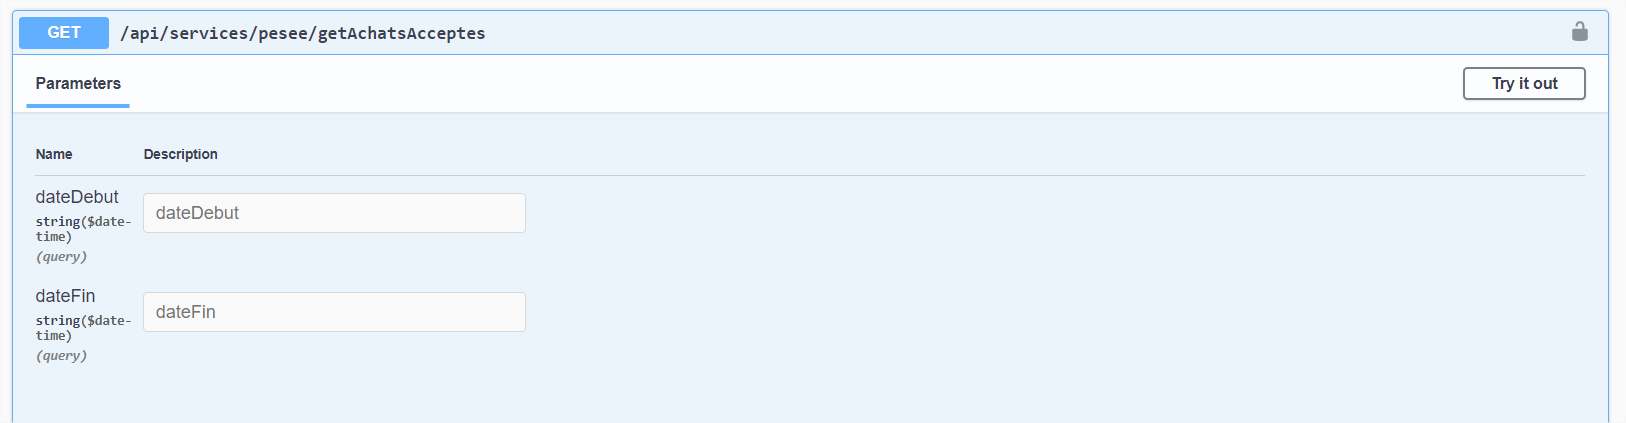 GET /api/services/pesee/getAchatsAcceptes
Parameters
Try it out
Name Description
dateDebut
string($date-
time)
(query)
dateDebut
dateFin
string($date-
time)
(query)
dateFin